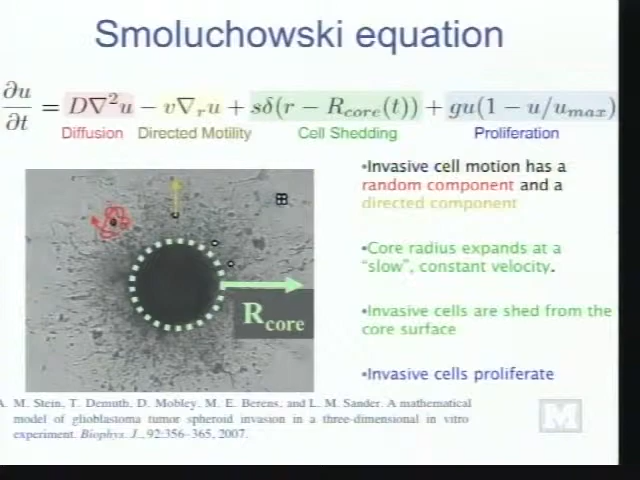 Smoluchowski equation
∂u/∂t = D∇²u − v∇ᵣu + sδ(r − R_core(t)) + gu(1 − u/u_max)
Diffusion Directed Motility Cell Shedding Proliferation
•Invasive cell motion has a
random component and a
directed component
•Core radius expands at a
"slow", constant velocity.
•Invasive cells are shed from the
core surface
•Invasive cells proliferate
R_core
A. M. Stein, T. Demuth, D. Mobley, M. E. Berens, and L. M. Sander. A mathematical
model of glioblastoma tumor spheroid invasion in a three-dimensional in vitro
experiment. Biophys. J., 92:356–365, 2007.
M